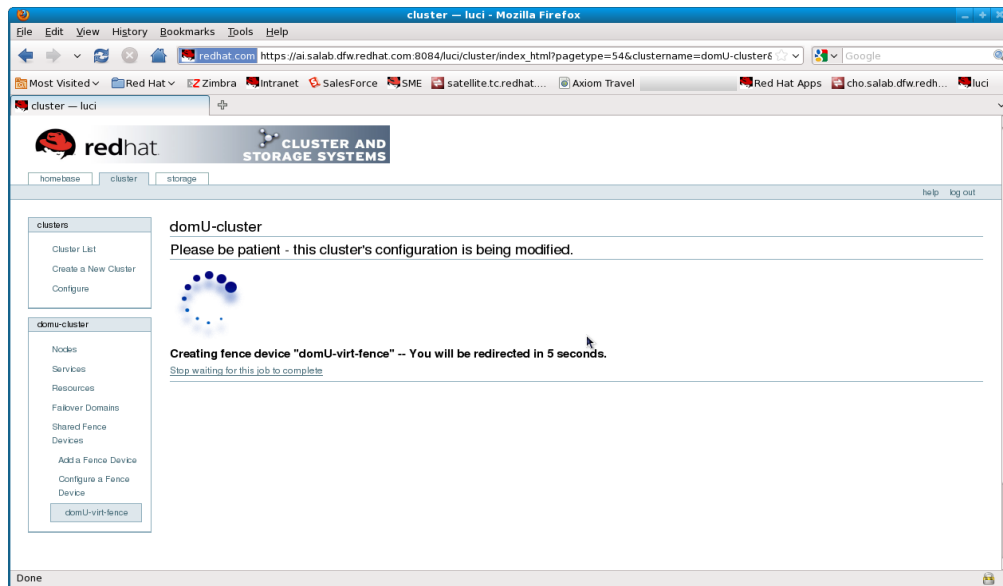 cluster — luci - Mozilla Firefox
File Edit View History Bookmarks Tools Help
redhat.com https://ai.salab.dfw.redhat.com:8084/luci/cluster/index_html?pagetype=54&clustername=domU-cluster& Google
Most Visited Red Hat Zimbra Intranet SalesForce SME satellite.tc.redhat.... Axiom Travel Red Hat Apps cho.salab.dfw.redh... luci
cluster — luci
redhat. CLUSTER AND
STORAGE SYSTEMS
homebase cluster storage
help log out
clusters
Cluster List
Create a New Cluster
Configure
domu-cluster
Nodes
Services
Resources
Failover Domains
Shared Fence
Devices
Add a Fence Device
Configure a Fence
Device
domU-virt-fence
domU-cluster
Please be patient - this cluster's configuration is being modified.
Creating fence device "domU-virt-fence" -- You will be redirected in 5 seconds.
Stop waiting for this job to complete
Done